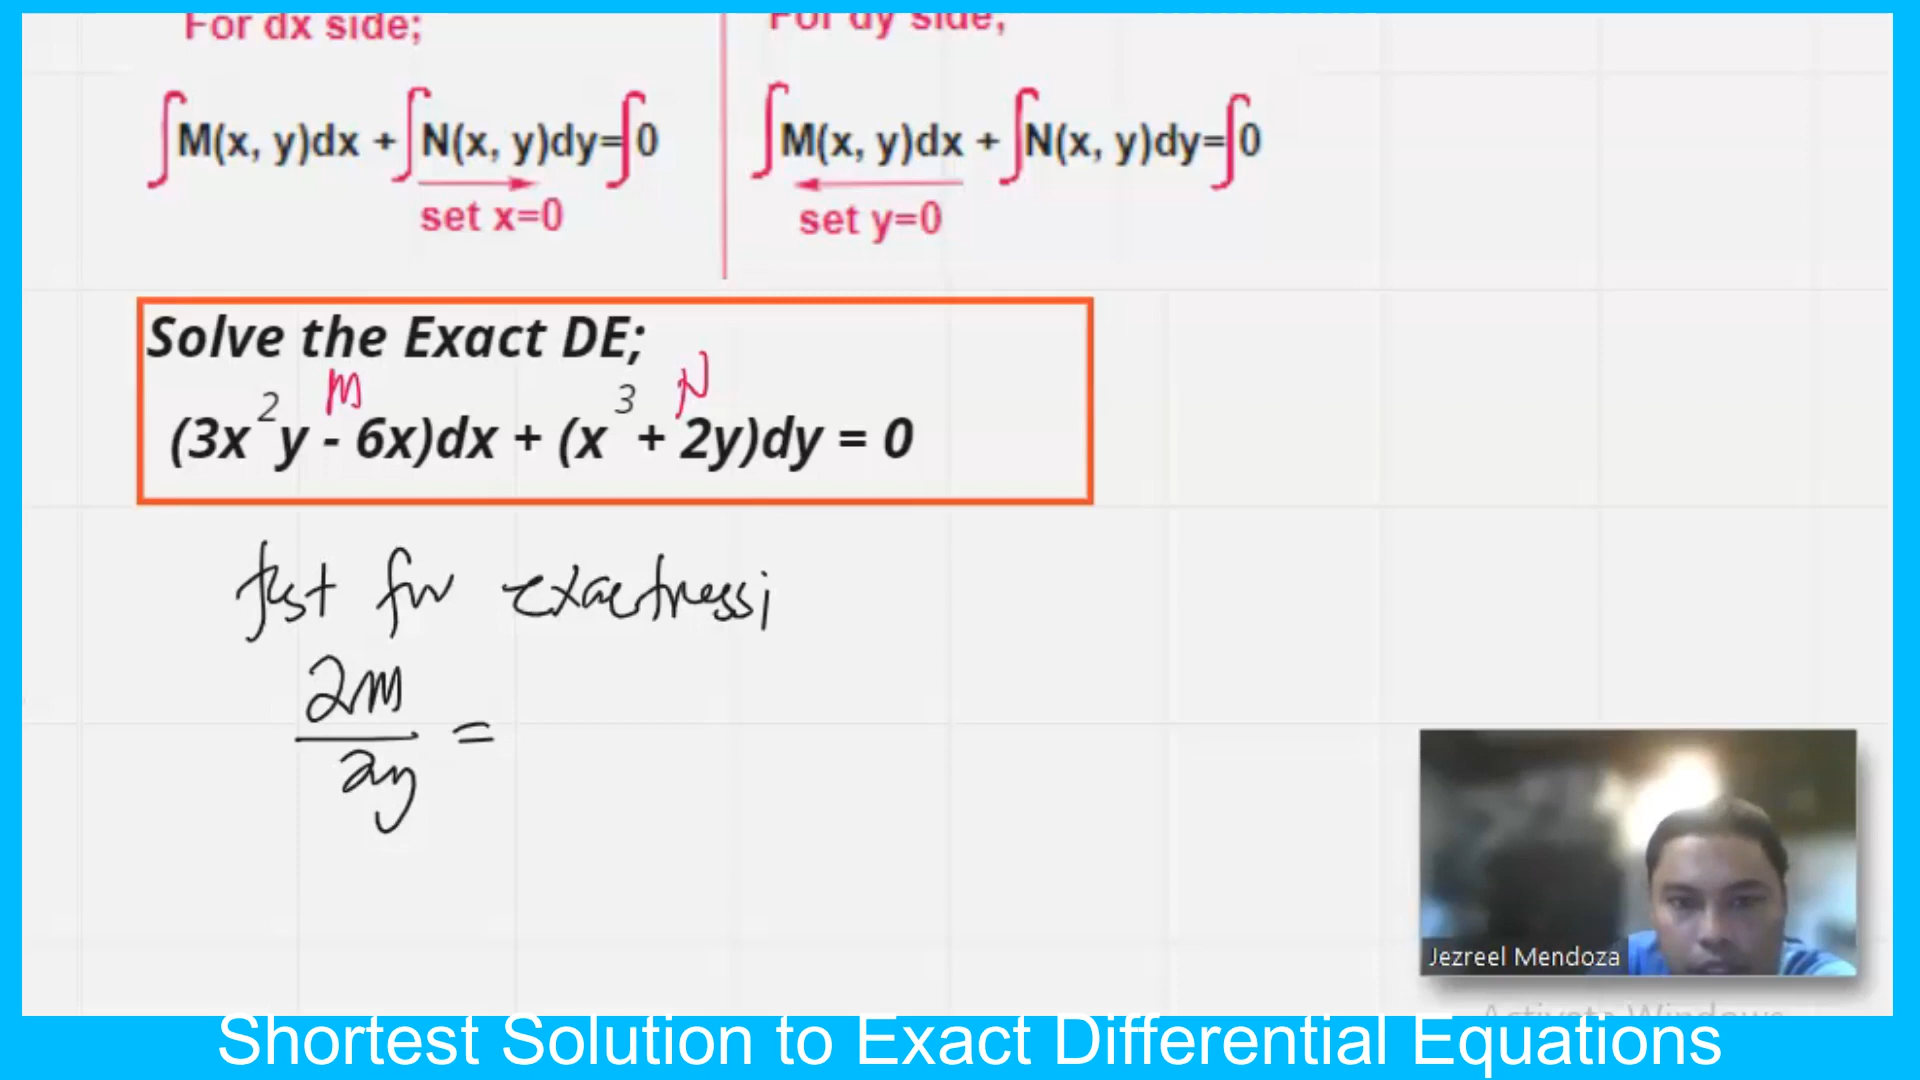 For dx side;
For dy side;
∫M(x, y)dx + ∫N(x, y)dy=∫0
set x=0
∫M(x, y)dx + ∫N(x, y)dy=∫0
set y=0
Solve the Exact DE;
M N
(3x²y - 6x)dx + (x³ + 2y)dy = 0
test for exactness;
∂M
∂y =
Jezreel Mendoza
Activate Windows
Shortest Solution to Exact Differential Equations